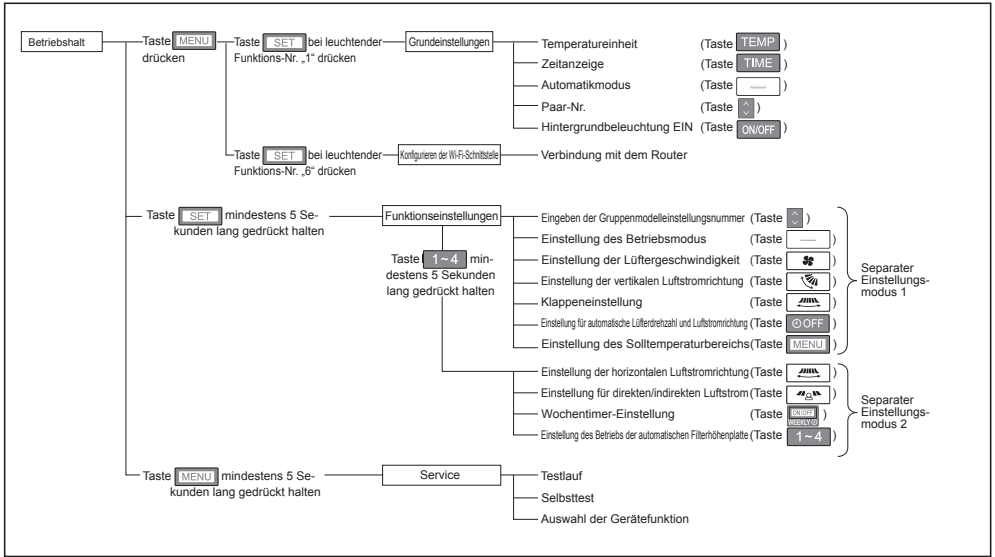 Betriebshalt
Taste MENU drücken
Taste SET bei leuchtender
Funktions-Nr. „1“ drücken
Grundeinstellungen
Temperatureinheit (Taste TEMP )
Zeitanzeige (Taste TIME )
Automatikmodus (Taste )
Paar-Nr. (Taste )
Hintergrundbeleuchtung EIN (Taste ON/OFF )
Taste SET bei leuchtender
Funktions-Nr. „6“ drücken
Konfigurieren der Wi-Fi-Schnittstelle
Verbindung mit dem Router
Taste SET mindestens 5 Se-
kunden lang gedrückt halten
Funktionseinstellungen
Eingeben der Gruppenmodelleinstellungsnummer (Taste )
Einstellung des Betriebsmodus (Taste )
Einstellung der Lüftergeschwindigkeit (Taste )
Einstellung der vertikalen Luftstromrichtung (Taste )
Klappeneinstellung (Taste )
Einstellung für automatische Lüfterdrehzahl und Luftstromrichtung (Taste OFF )
Einstellung des Solltemperaturbereichs (Taste MENU )
Separater
Einstellungs-
modus 1
Taste 1~4 min-
destens 5 Sekunden
lang gedrückt halten
Einstellung der horizontalen Luftstromrichtung (Taste )
Einstellung für direkten/indirekten Luftstrom (Taste )
Wochentimer-Einstellung (Taste ON/OFF WEEKLY )
Einstellung des Betriebs der automatischen Filterhöhenplatte (Taste 1~4 )
Separater
Einstellungs-
modus 2
Taste MENU mindestens 5 Se-
kunden lang gedrückt halten
Service
Testlauf
Selbsttest
Auswahl der Gerätefunktion